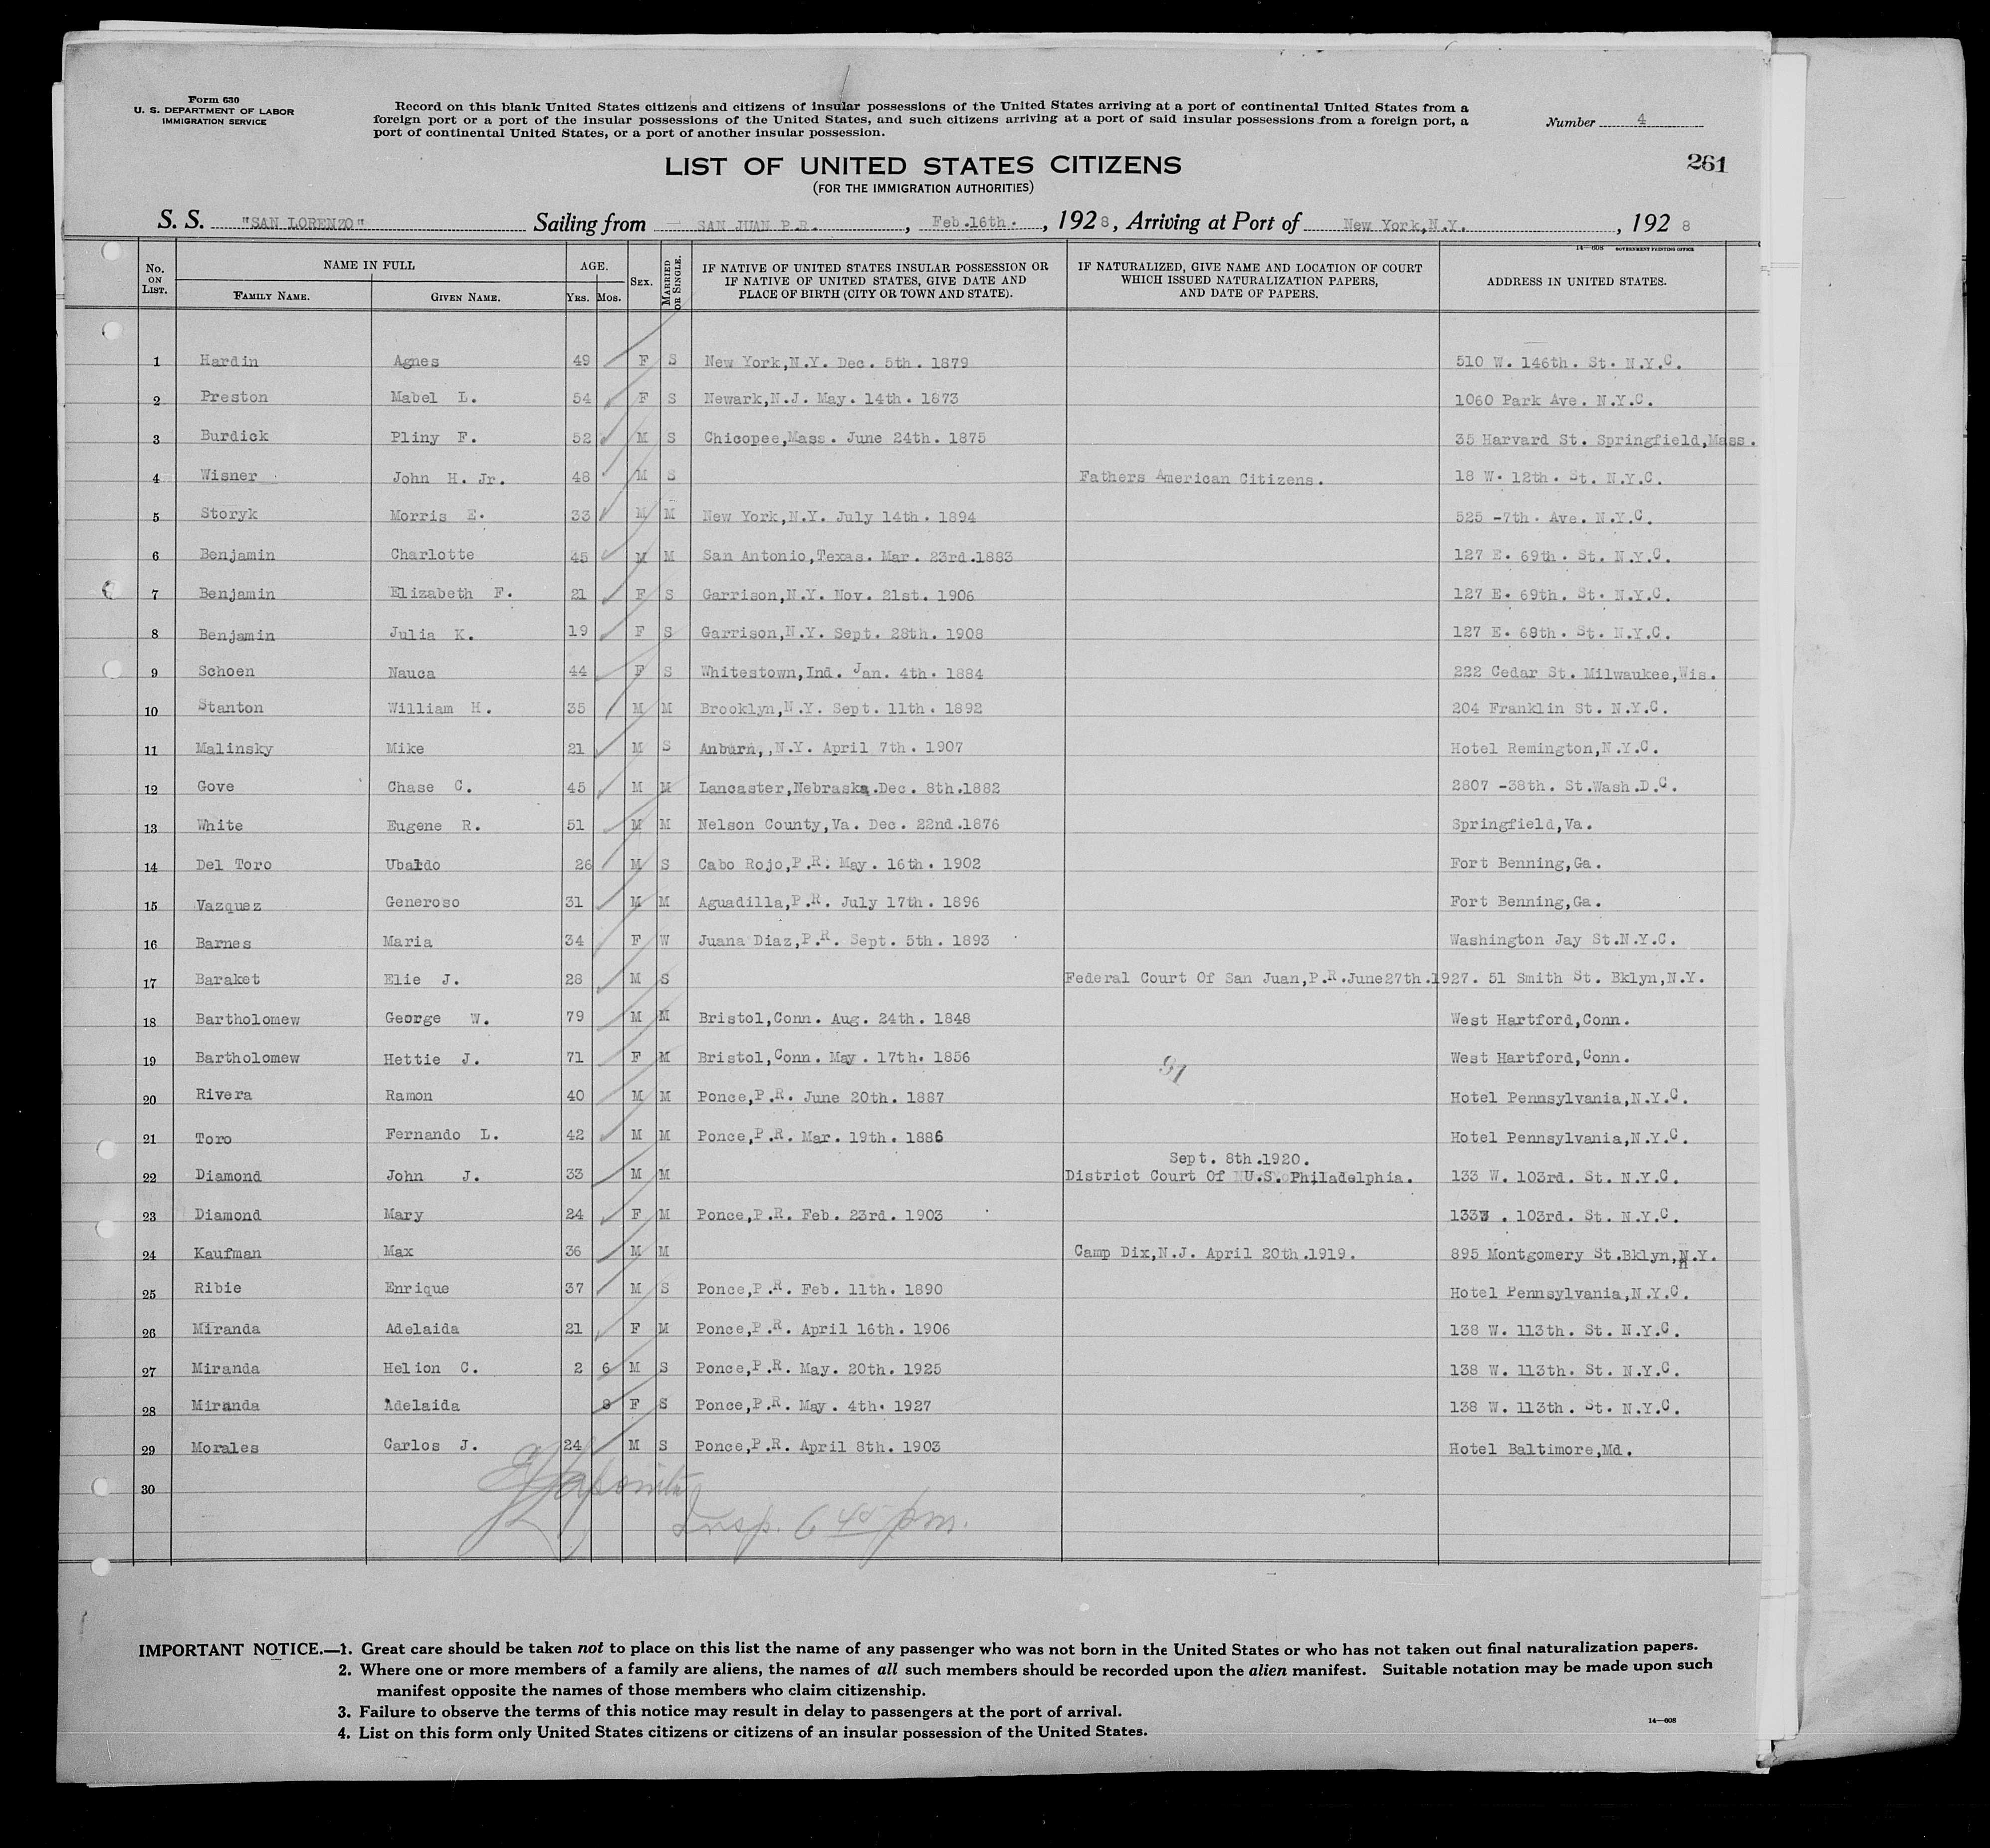 Form 630
U. S. DEPARTMENT OF LABOR
IMMIGRATION SERVICE
Record on this blank United States citizens and citizens of insular possessions of the United States arriving at a port of continental United States from a
foreign port or a port of the insular possessions of the United States, and such citizens arriving at a port of said insular possessions from a foreign port, a
port of continental United States, or a port of another insular possession.
Number 4
261
LIST OF UNITED STATES CITIZENS
(FOR THE IMMIGRATION AUTHORITIES)
S. S. "SAN LORENZO" Sailing from SAN JUAN P.R. , Feb.16th. , 1928, Arriving at Port of New York,N.Y. , 1928
14—608 GOVERNMENT PRINTING OFFICE
No. ON LIST. NAME IN FULL FAMILY NAME. GIVEN NAME. AGE. YRS. MOS. SEX. MARRIED OR SINGLE. IF NATIVE OF UNITED STATES INSULAR POSSESSION OR IF NATIVE OF UNITED STATES, GIVE DATE AND PLACE OF BIRTH (CITY OR TOWN AND STATE). IF NATURALIZED, GIVE NAME AND LOCATION OF COURT WHICH ISSUED NATURALIZATION PAPERS, AND DATE OF PAPERS. ADDRESS IN UNITED STATES.
1 Hardin Agnes 49 F S New York,N.Y. Dec. 5th. 1879 510 W. 146th. St. N.Y.C.
2 Preston Mabel L. 54 F S Newark,N.J. May. 14th. 1873 1060 Park Ave. N.Y.C.
3 Burdick Pliny F. 52 M S Chicopee,Mass. June 24th. 1875 35 Harvard St. Springfield,Mass.
4 Wisner John H. Jr. 48 M S Fathers American Citizens. 18 W. 12th. St. N.Y.C.
5 Storyk Morris E. 33 M M New York,N.Y. July 14th. 1894 525 -7th. Ave. N.Y.C.
6 Benjamin Charlotte 45 M M San Antonio,Texas. Mar. 23rd.1883 127 E. 69th. St. N.Y.C.
7 Benjamin Elizabeth F. 21 F S Garrison,N.Y. Nov. 21st. 1906 127 E. 69th. St. N.Y.C.
8 Benjamin Julia K. 19 F S Garrison,N.Y. Sept. 28th. 1908 127 E. 69th. St. N.Y.C.
9 Schoen Nauca 44 F S Whitestown,Ind. Jan. 4th. 1884 222 Cedar St. Milwaukee,Wis.
10 Stanton William H. 35 M M Brooklyn,N.Y. Sept. 11th. 1892 204 Franklin St. N.Y.C.
11 Malinsky Mike 21 M S Anburn,,N.Y. April 7th. 1907 Hotel Remington,N.Y.C.
12 Gove Chase C. 45 M M Lancaster,Nebraska.Dec. 8th.1882 2807 -38th. St.Wash.D.C.
13 White Eugene R. 51 M M Nelson County,Va. Dec. 22nd.1876 Springfield,Va.
14 Del Toro Ubaldo 26 M S Cabo Rojo,P.R. May. 16th. 1902 Fort Benning,Ga.
15 Vazquez Generoso 31 M M Aguadilla,P.R. July 17th. 1896 Fort Benning,Ga.
16 Barnes Maria 34 F W Juana Diaz,P.R. Sept. 5th. 1893 Washington Jay St.N.Y.C.
17 Baraket Elie J. 28 M S Federal Court Of San Juan,P.R.June27th.1927. 51 Smith St. Bklyn,N.Y.
18 Bartholomew George W. 79 M M Bristol,Conn. Aug. 24th. 1848 West Hartford,Conn.
19 Bartholomew Hettie J. 71 F M Bristol,Conn. May. 17th. 1856 West Hartford,Conn.
20 Rivera Ramon 40 M M Ponce,P.R. June 20th. 1887 Hotel Pennsylvania,N.Y.C.
21 Toro Fernando L. 42 M M Ponce,P.R. Mar. 19th. 1886 Hotel Pennsylvania,N.Y.C.
Sept. 8th.1920.
22 Diamond John J. 33 M M District Court Of U.S. Philadelphia. 133 W. 103rd. St. N.Y.C.
23 Diamond Mary 24 F M Ponce,P.R. Feb. 23rd. 1903 133W . 103rd. St. N.Y.C.
24 Kaufman Max 36 M M Camp Dix,N.J. April 20th.1919. 895 Montgomery St.Bklyn,N.Y.
25 Ribie Enrique 37 M S Ponce,P.R. Feb. 11th. 1890 Hotel Pennsylvania,N.Y.C.
26 Miranda Adelaida 21 F M Ponce,P.R. April 16th. 1906 138 W. 113th. St. N.Y.C.
27 Miranda Helion C. 2 6 M S Ponce,P.R. May. 20th. 1925 138 W. 113th. St. N.Y.C.
28 Miranda Adelaida 8 F S Ponce,P.R. May. 4th. 1927 138 W. 113th. St. N.Y.C.
29 Morales Carlos J. 24 M S Ponce,P.R. April 8th. 1903 Hotel Baltimore,Md.
30
Insp. 6 45 pm.
IMPORTANT NOTICE.—1. Great care should be taken not to place on this list the name of any passenger who was not born in the United States or who has not taken out final naturalization papers.
2. Where one or more members of a family are aliens, the names of all such members should be recorded upon the alien manifest. Suitable notation may be made upon such
manifest opposite the names of those members who claim citizenship.
3. Failure to observe the terms of this notice may result in delay to passengers at the port of arrival.
4. List on this form only United States citizens or citizens of an insular possession of the United States.
14—608